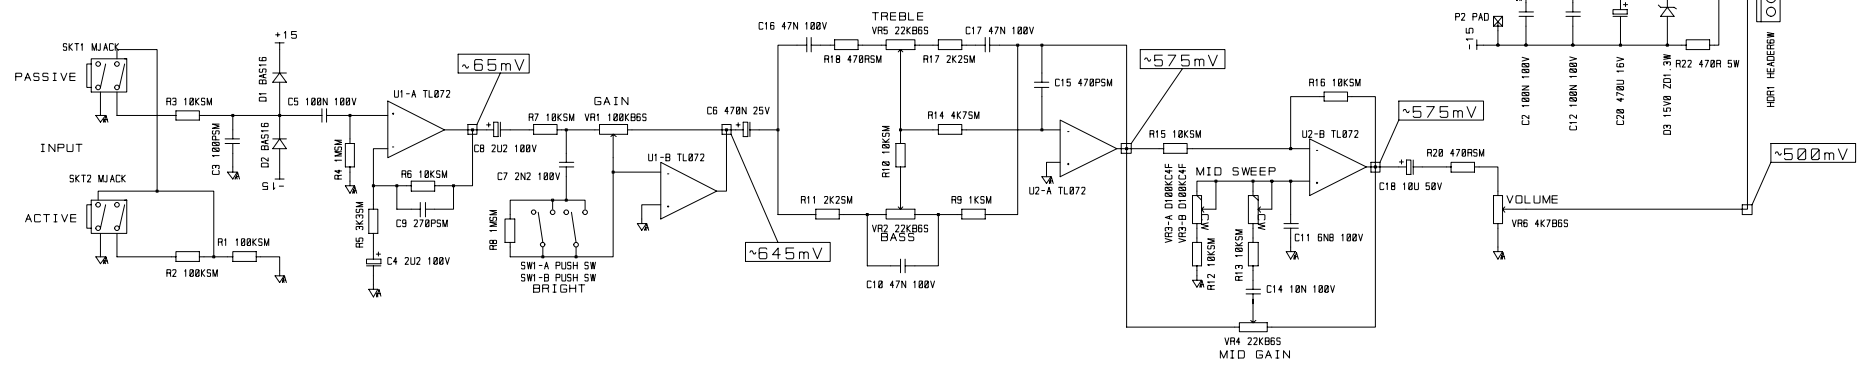 SKT1 MJACK
PASSIVE
INPUT
SKT2 MJACK
ACTIVE
R3 10KSM
C3 100PSM
D1 BAS16
+15
D2 BAS16
-15
C5 100N 100V
R2 100KSM
R1 100KSM
R4 1MSM
U1-A TL072
~65mV
R6 10KSM
C9 270PSM
R5 3K3SM
+
C4 2U2 100V
+
C8 2U2 100V
R7 10KSM
GAIN
VR1 100KB6S
C7 2N2 100V
R8 1MSM
SW1-A PUSH SW
SW1-B PUSH SW
BRIGHT
U1-B TL072
C6 470N 25V
+
~645mV
C16 47N 100V
TREBLE
VR5 22KB6S
R18 470RSM
R17 2K2SM
C17 47N 100V
C15 470PSM
R14 4K7SM
R10 10KSM
R11 2K2SM
VR2 22KB6S
BASS
R9 1KSM
C10 47N 100V
U2-A TL072
~575mV
R15 10KSM
R16 10KSM
U2-B TL072
~575mV
MID SWEEP
VR3-A D100KC4F
VR3-B D100KC4F
CW
CW
R12 10KSM
R13 10KSM
C11 6N8 100V
C14 10N 100V
VR4 22KB6S
MID GAIN
+
C18 10U 50V
R20 470RSM
VOLUME
VR6 4K7B6S
~500mV
P2 PAD
-15
C2 100N 100V
C12 100N 100V
C20 470U 16V
D3 15V0 ZD1.3W
R22 470R 5W
HDR1 HEADER6W